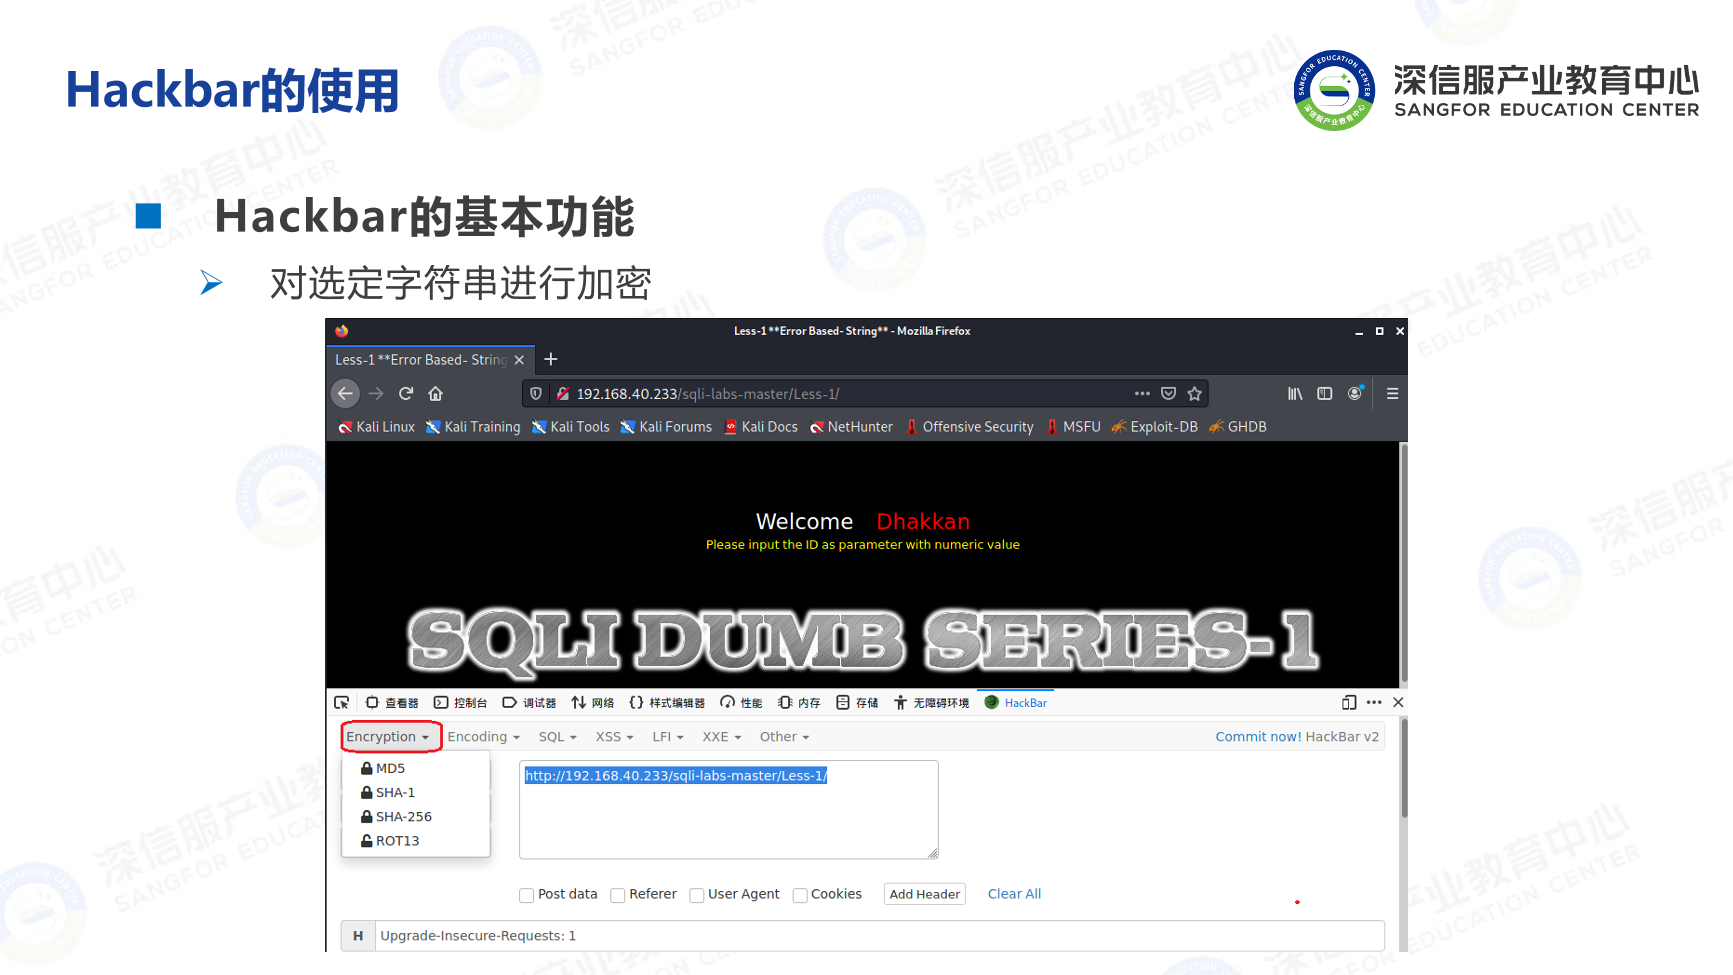 Hackbar的使用
深信服产业教育中心
SANGFOR EDUCATION CENTER
Hackbar的基本功能
对选定字符串进行加密
Less-1 **Error Based- String** - Mozilla Firefox
Less-1 **Error Based- String
192.168.40.233/sqli-labs-master/Less-1/
Kali Linux Kali Training Kali Tools Kali Forums Kali Docs NetHunter Offensive Security MSFU Exploit-DB GHDB
Welcome Dhakkan
Please input the ID as parameter with numeric value
SQLI DUMB SERIES-1
查看器 控制台 调试器 网络 样式编辑器 性能 内存 存储 无障碍环境 HackBar
Encryption Encoding SQL XSS LFI XXE Other Commit now! HackBar v2
MD5
SHA-1
SHA-256
ROT13
http://192.168.40.233/sqli-labs-master/Less-1/
Post data Referer User Agent Cookies Add Header Clear All
H Upgrade-Insecure-Requests: 1